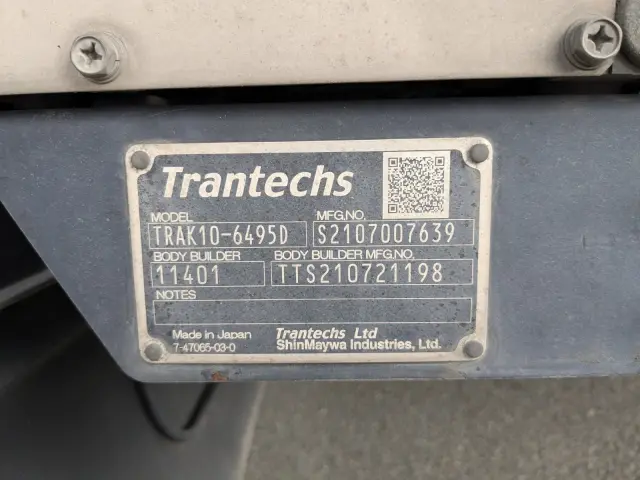 Trantechs
MODEL MFG.NO.
TRAK10-6495D S2107007639
BODY BUILDER BODY BUILDER MFG.NO.
11401 TTS210721198
NOTES
Made in Japan Trantechs Ltd
7-47065-03-0 ShinMaywa Industries, Ltd.